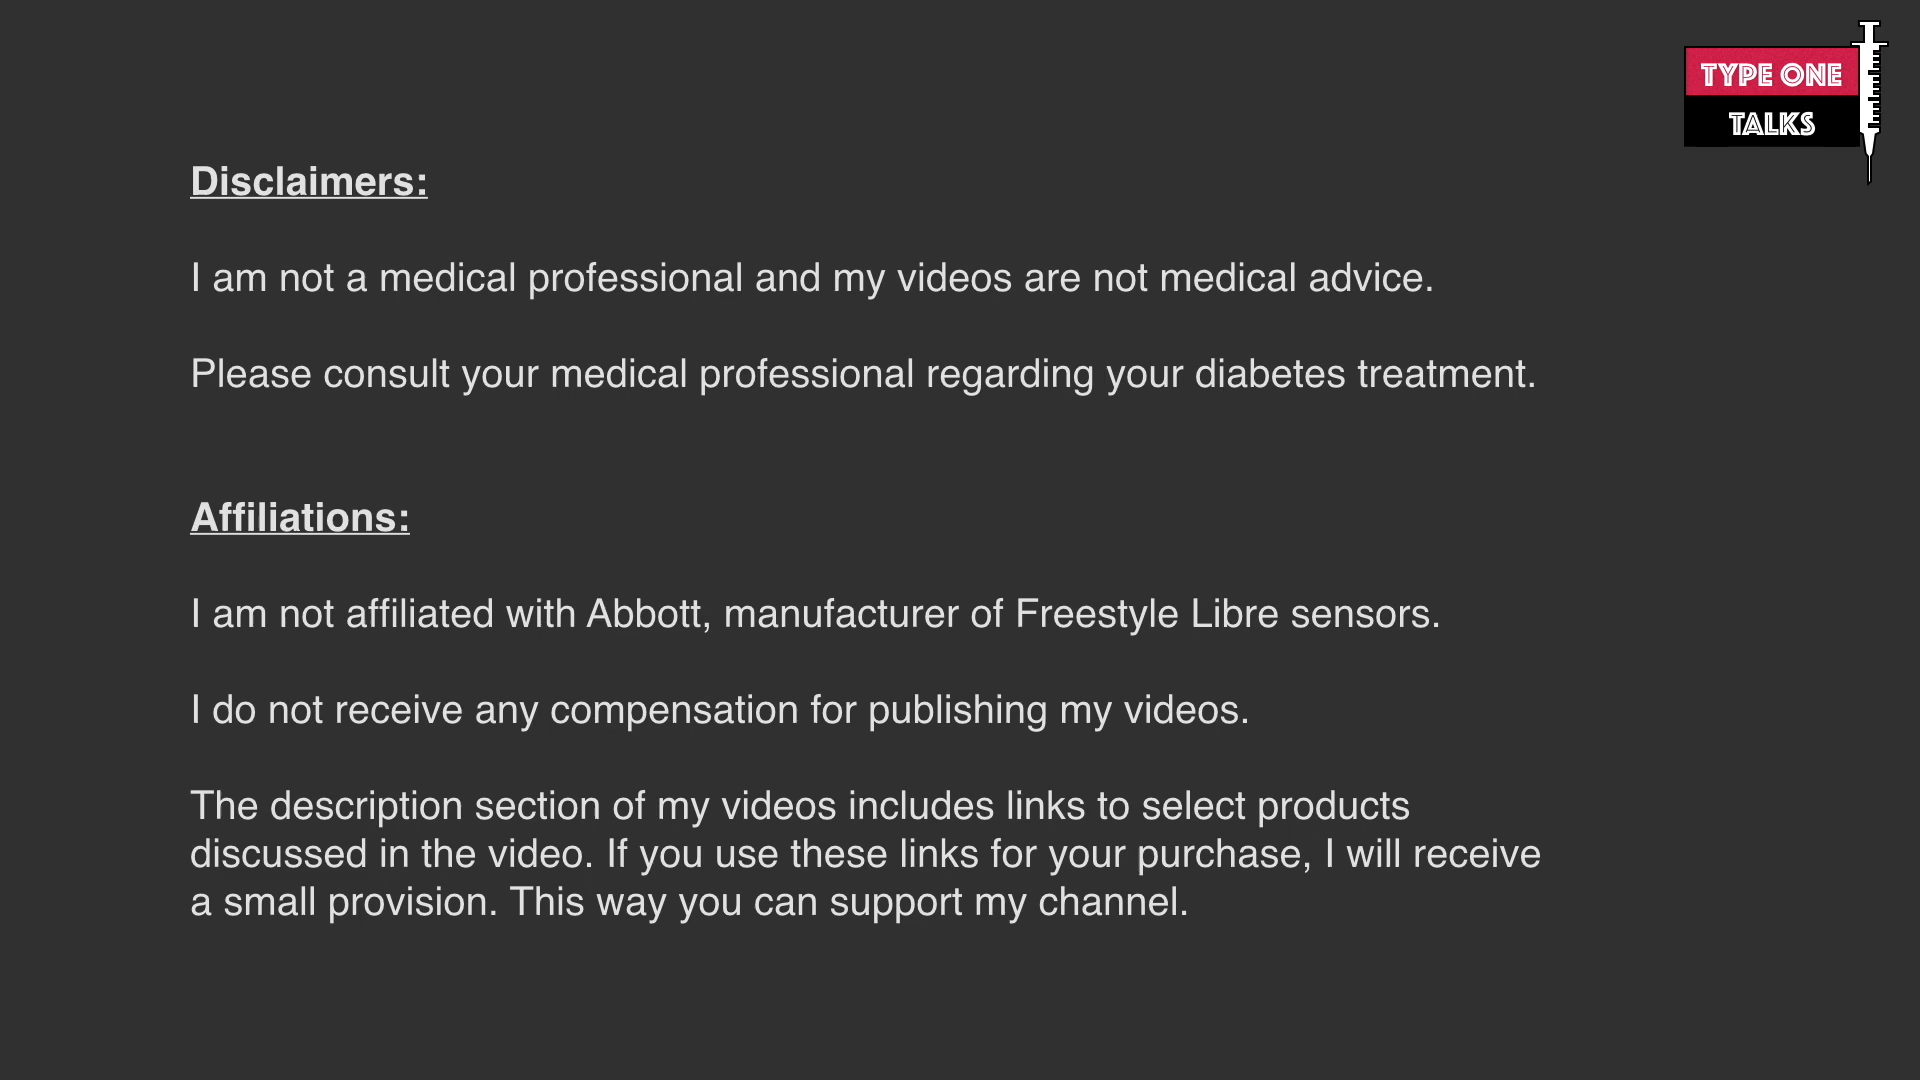 TYPE ONE
TALKS
Disclaimers:
I am not a medical professional and my videos are not medical advice.
Please consult your medical professional regarding your diabetes treatment.
Affiliations:
I am not affiliated with Abbott, manufacturer of Freestyle Libre sensors.
I do not receive any compensation for publishing my videos.
The description section of my videos includes links to select products
discussed in the video. If you use these links for your purchase, I will receive
a small provision. This way you can support my channel.